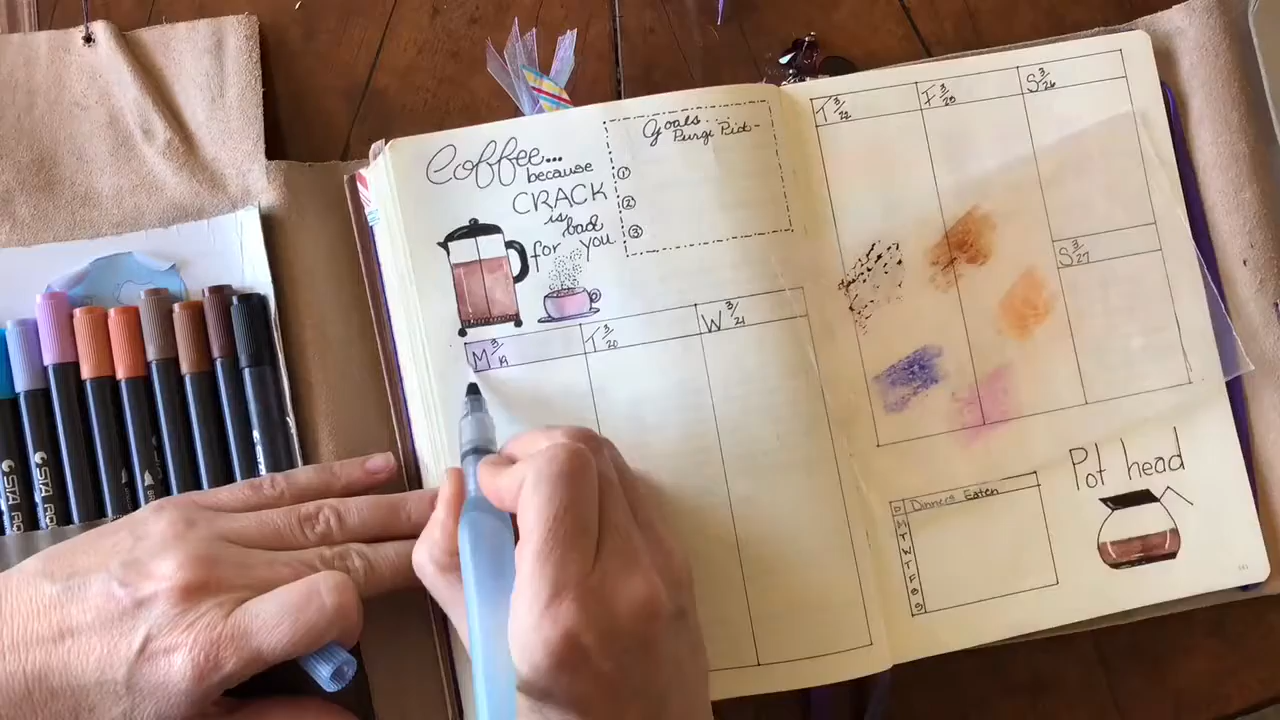 Coffee...
because
CRACK
is
bad
for you
Goals...
Purge Pic-
①
②
③
M 3/19
T 3/20
W 3/21
T 3/22
F 3/23
S 3/26
S 3/27
D Dinners Eaten
M
T
W
T
F
S
S
Pot head
STA
STA